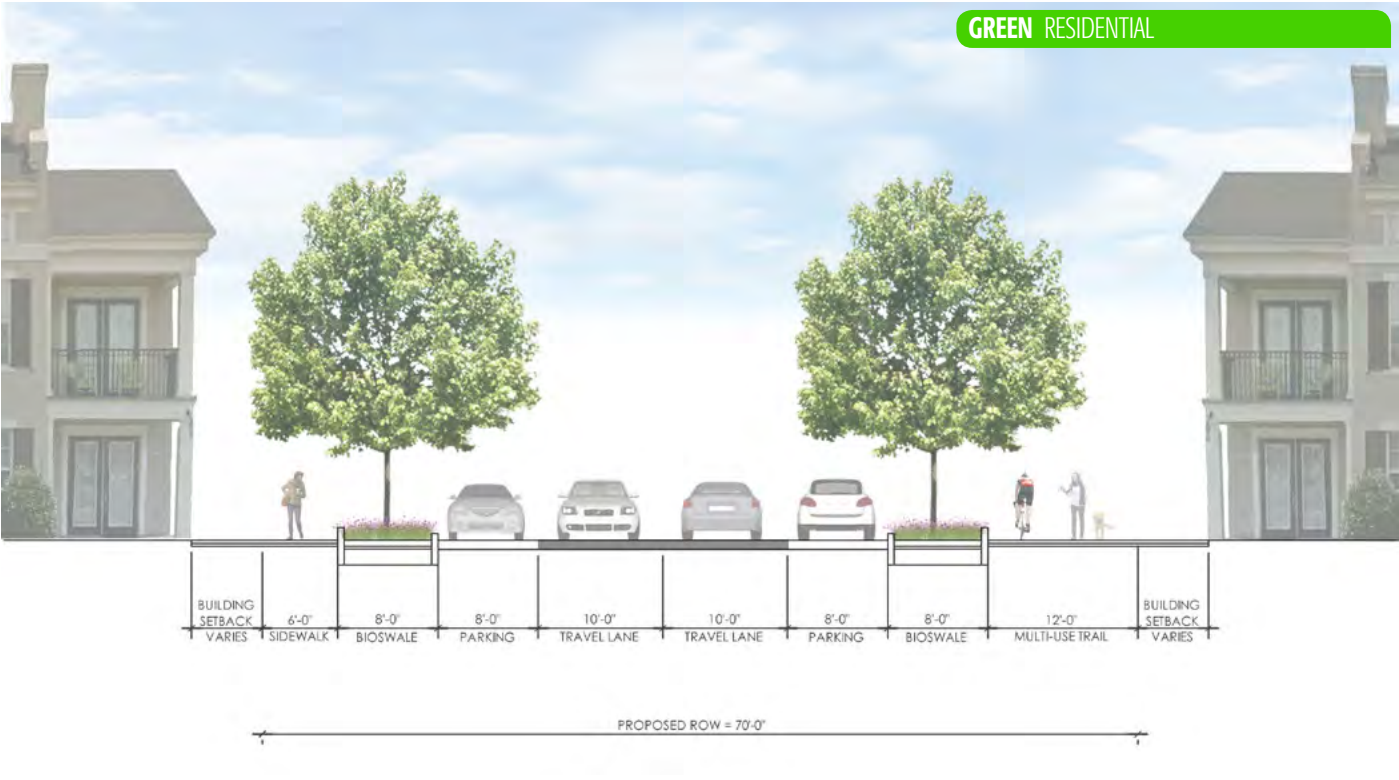 GREEN RESIDENTIAL
BUILDING
SETBACK
VARIES
6'-0"
SIDEWALK
8'-0"
BIOSWALE
8'-0"
PARKING
10'-0"
TRAVEL LANE
10'-0"
TRAVEL LANE
8'-0"
PARKING
8'-0"
BIOSWALE
12'-0"
MULTI-USE TRAIL
BUILDING
SETBACK
VARIES
PROPOSED ROW = 70'-0"